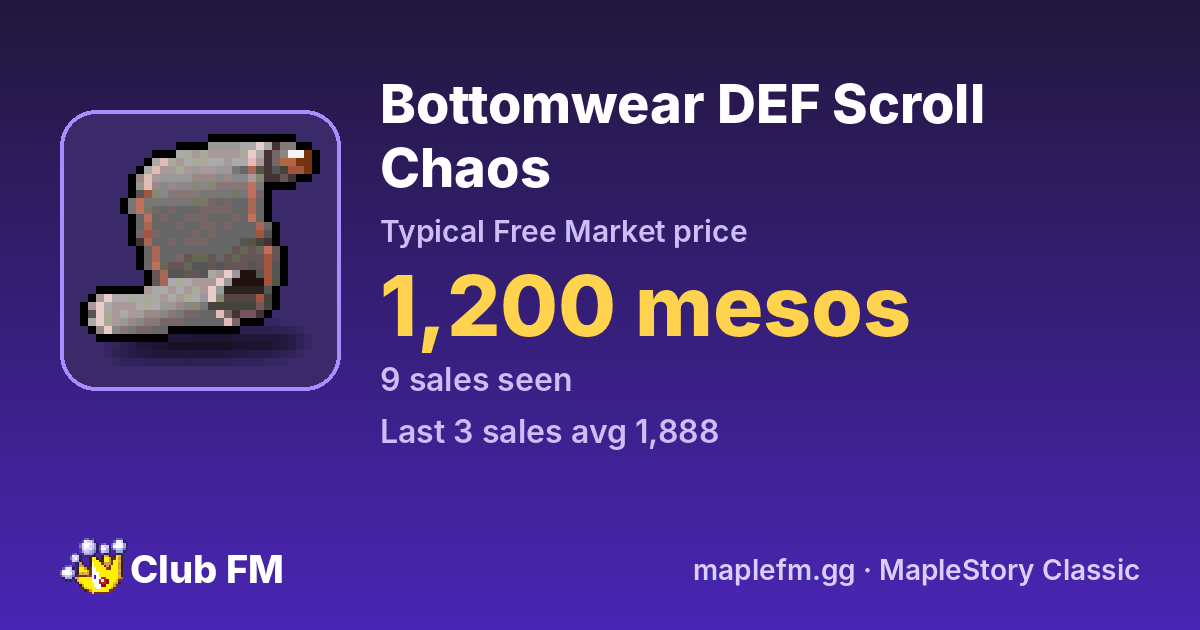 Bottomwear DEF Scroll
Chaos
Typical Free Market price
1,200 mesos
9 sales seen
Last 3 sales avg 1,888
Club FM
maplefm.gg · MapleStory Classic